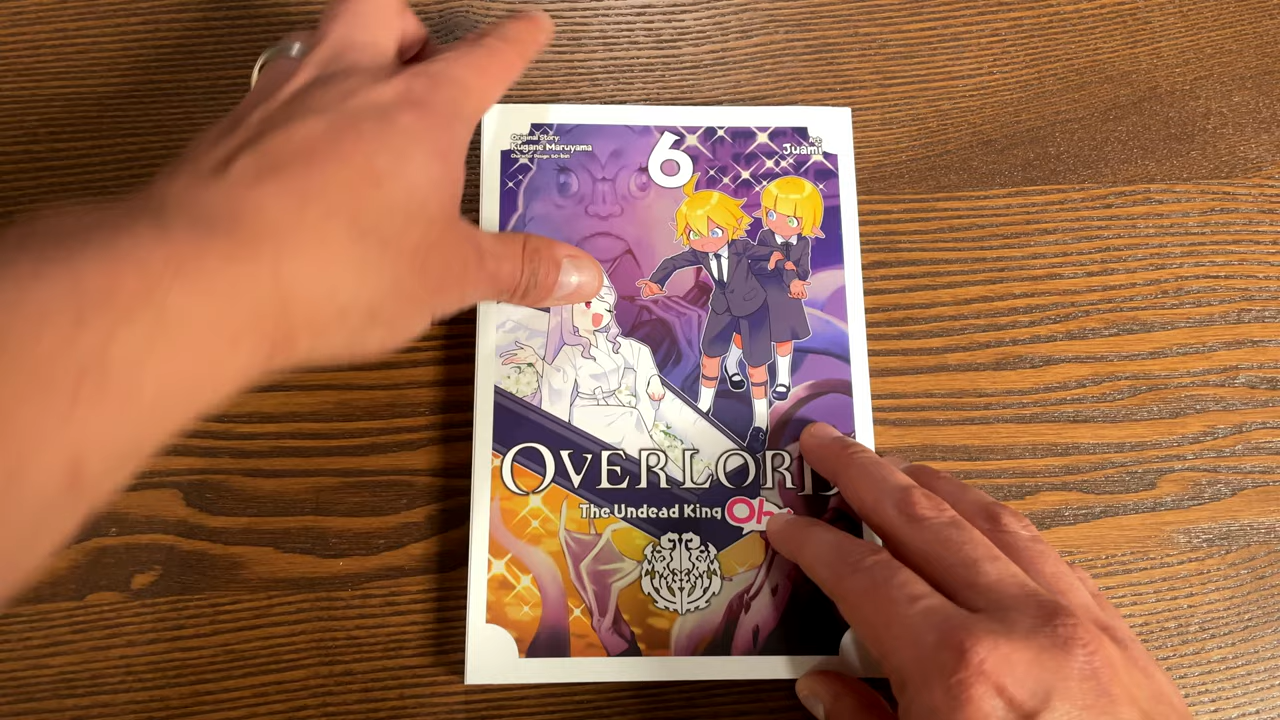 Original Story:
Kugane Maruyama
Character Design: so-bin
6
Art:
Juami
OVERLORD
The Undead King Oh